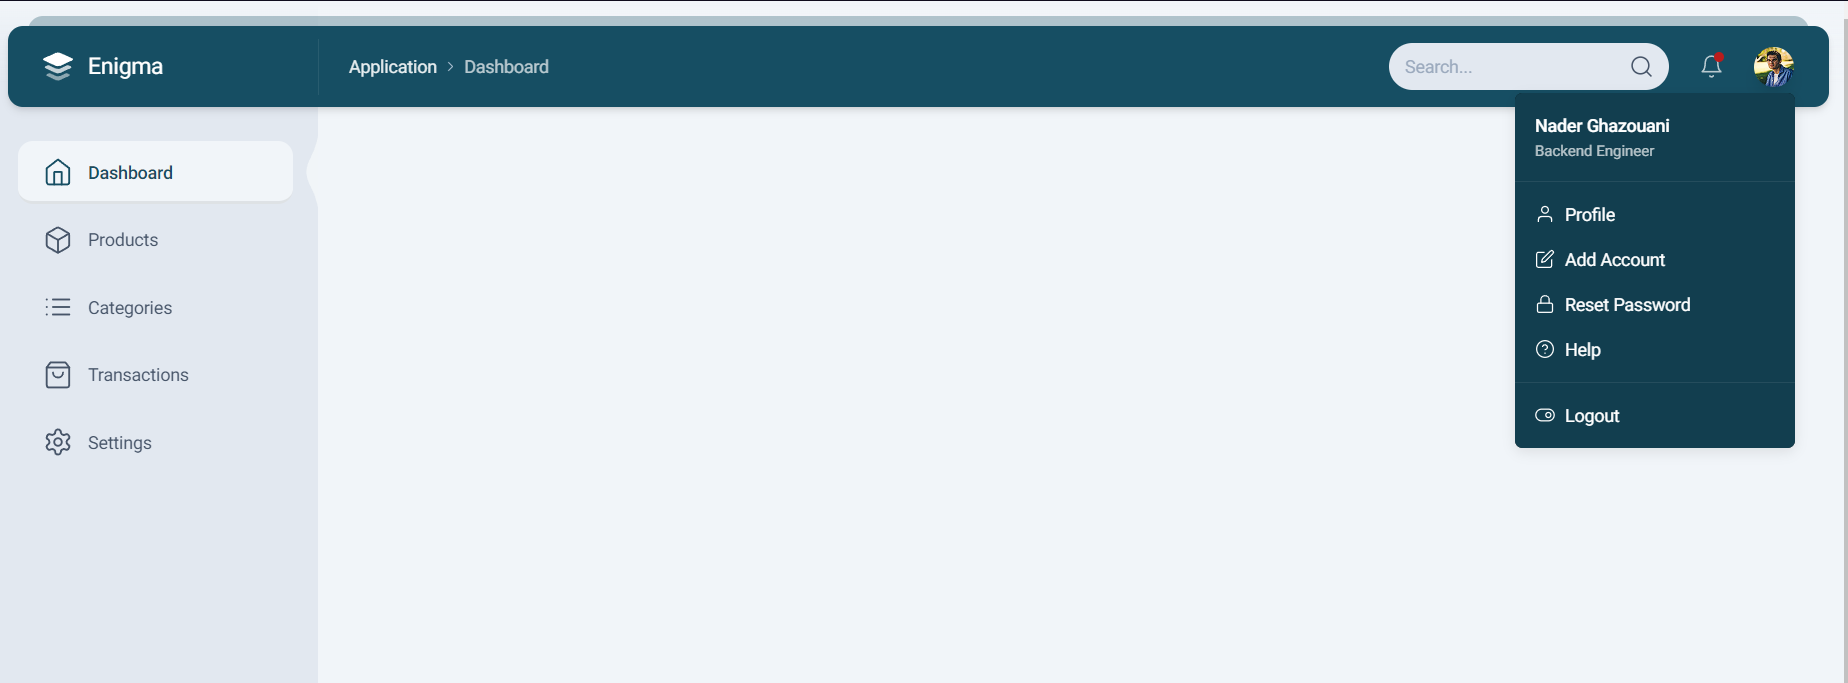 Enigma
Application > Dashboard
Search...
Nader Ghazouani
Backend Engineer
Profile
Add Account
Reset Password
Help
Logout
Dashboard
Products
Categories
Transactions
Settings